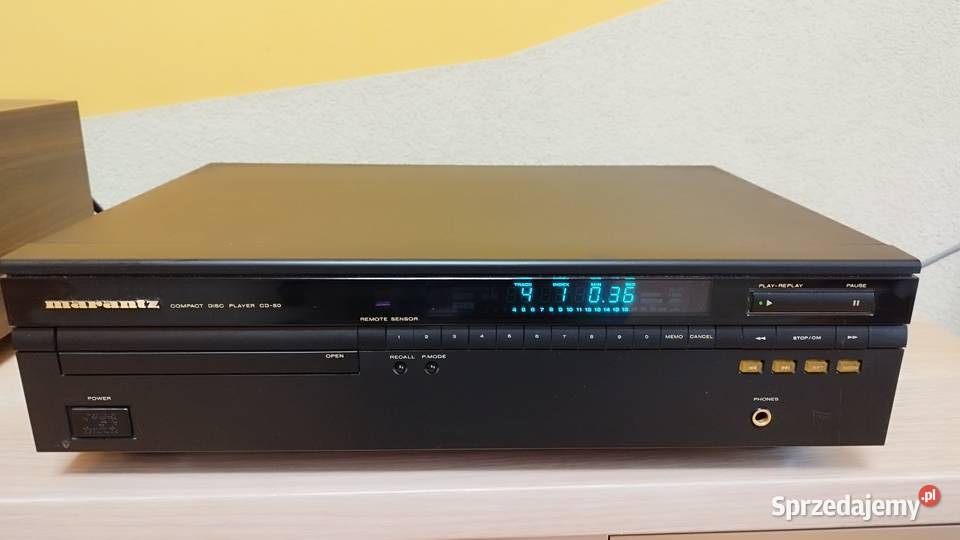 marantz
COMPACT DISC PLAYER CD-50
REMOTE SENSOR
TRACK INDEX MIN SEC
4 1 0.36
4 5 6 7 8 9 10 11 12 13 14 15
PLAY·REPLAY PAUSE
1 2 3 4 5 6 7 8 9 0 MEMO CANCEL STOP/CM
OPEN
RECALL P.MODE
POWER
PHONES
Sprzedajemy.pl